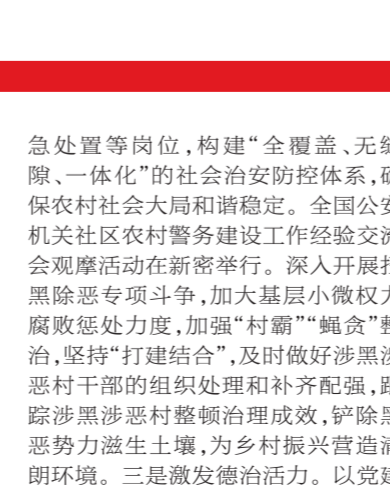 急处置等岗位,构建“全覆盖、无缝
隙、一体化”的社会治安防控体系,确
保农村社会大局和谐稳定。全国公安
机关社区农村警务建设工作经验交流
会观摩活动在新密举行。深入开展扫
黑除恶专项斗争,加大基层小微权力
腐败惩处力度,加强“村霸”“蝇贪”整
治,坚持“打建结合”,及时做好涉黑涉
恶村干部的组织处理和补齐配强,跟
踪涉黑涉恶村整顿治理成效,铲除黑
恶势力滋生土壤,为乡村振兴营造清
朗环境。三是激发德治活力。以党建